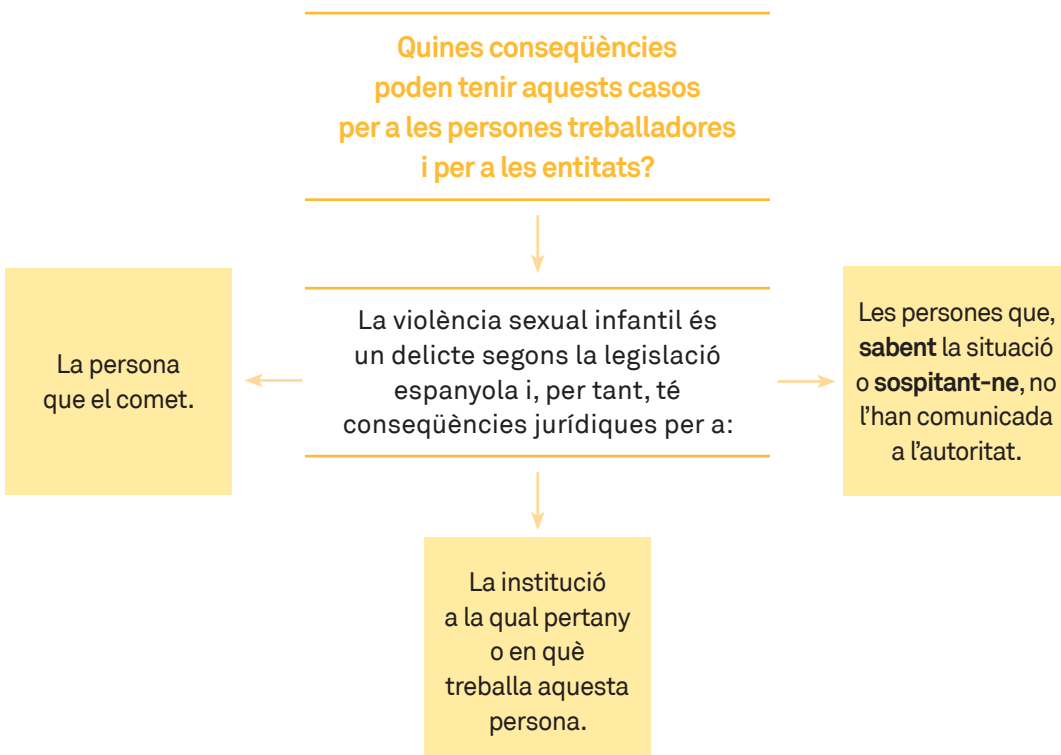 Quines conseqüències
poden tenir aquests casos
per a les persones treballadores
i per a les entitats?
La violència sexual infantil és
un delicte segons la legislació
espanyola i, per tant, té
conseqüències jurídiques per a:
La persona
que el comet.
Les persones que,
sabent la situació
o sospitant-ne, no
l’han comunicada
a l’autoritat.
La institució
a la qual pertany
o en què
treballa aquesta
persona.